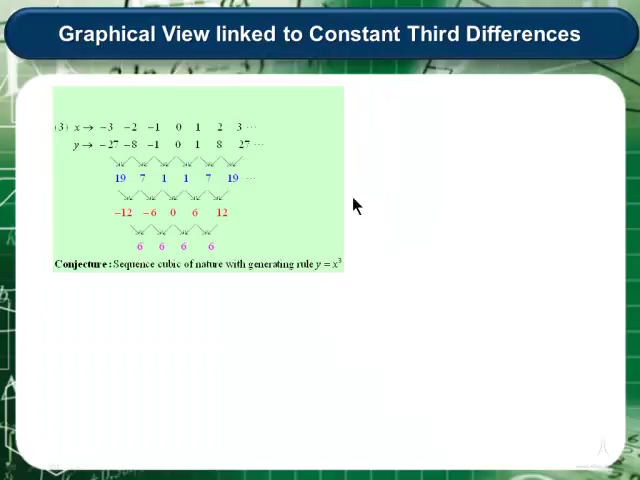 Graphical View linked to Constant Third Differences
(3) x → −3 −2 −1 0 1 2 3 ⋯
y → −27 −8 −1 0 1 8 27 ⋯
19 7 1 1 7 19 ⋯
−12 −6 0 6 12
6 6 6 6
Conjecture : Sequence cubic of nature with generating rule y = x³